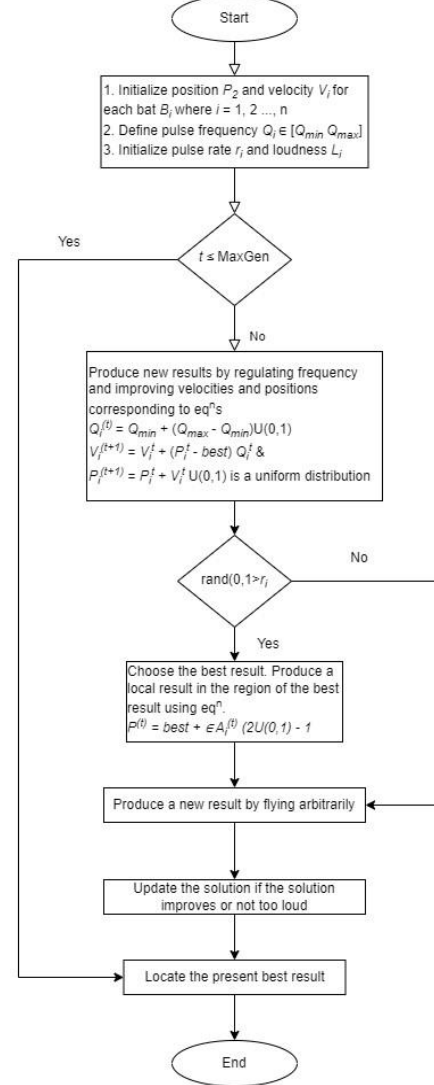 Start
1. Initialize position P₂ and velocity Vᵢ for
each bat Bᵢ where i = 1, 2 ..., n
2. Define pulse frequency Qᵢ ∈ [Qₘᵢₙ Qₘₐₓ]
3. Initialize pulse rate rᵢ and loudness Lᵢ
Yes
t ≤ MaxGen
No
Produce new results by regulating frequency
and improving velocities and positions
corresponding to eqⁿs
Qᵢ⁽ᵗ⁾ = Qₘᵢₙ + (Qₘₐₓ - Qₘᵢₙ)U(0,1)
Vᵢ⁽ᵗ⁺¹⁾ = Vᵢᵗ + (Pᵢᵗ - best) Qᵢᵗ &
Pᵢ⁽ᵗ⁺¹⁾ = Pᵢᵗ + Vᵢᵗ U(0,1) is a uniform distribution
No
rand(0,1>rᵢ
Yes
Choose the best result. Produce a
local result in the region of the best
result using eqⁿ.
P⁽ᵗ⁾ = best + ∈Aᵢ⁽ᵗ⁾ (2U(0,1) - 1
Produce a new result by flying arbitrarily
Update the solution if the solution
improves or not too loud
Locate the present best result
End